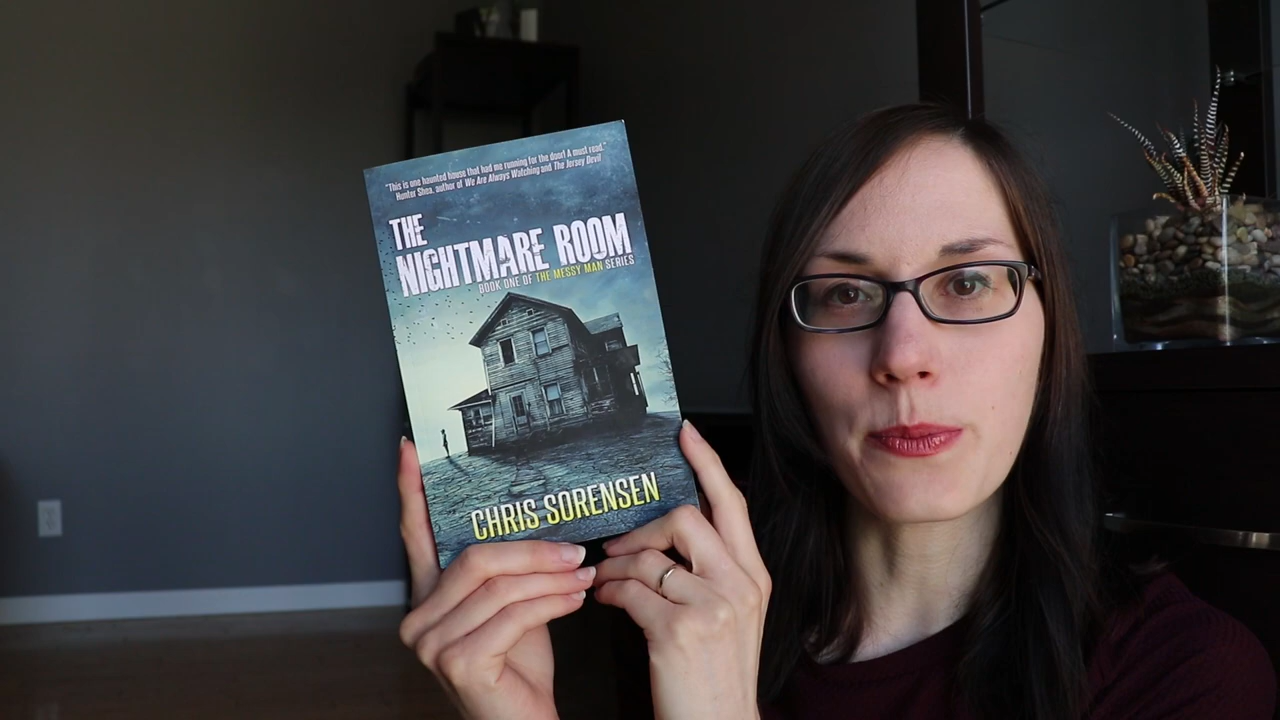 "This is one haunted house that had me running for the door! A must read."
Hunter Shea, author of We Are Always Watching and The Jersey Devil
THE
NIGHTMARE ROOM
BOOK ONE OF THE MESSY MAN SERIES
CHRIS SORENSEN